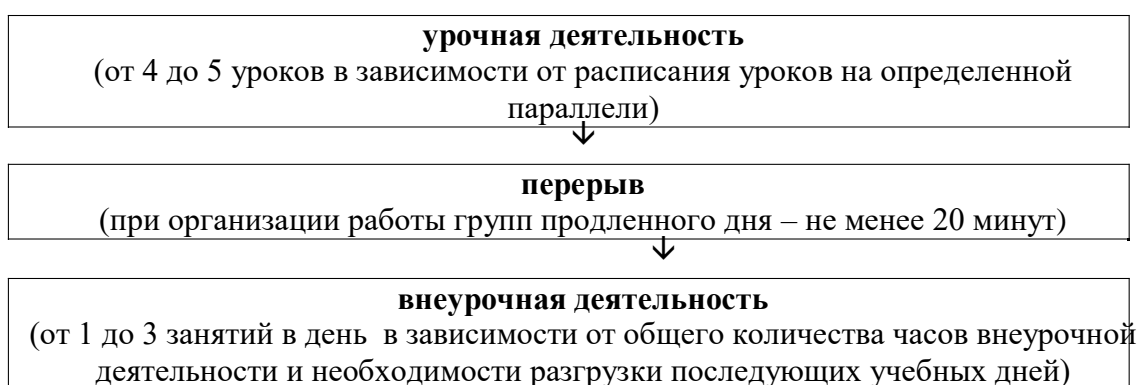 урочная деятельность
(от 4 до 5 уроков в зависимости от расписания уроков на определенной
параллели)
перерыв
(при организации работы групп продленного дня – не менее 20 минут)
внеурочная деятельность
(от 1 до 3 занятий в день в зависимости от общего количества часов внеурочной
деятельности и необходимости разгрузки последующих учебных дней)